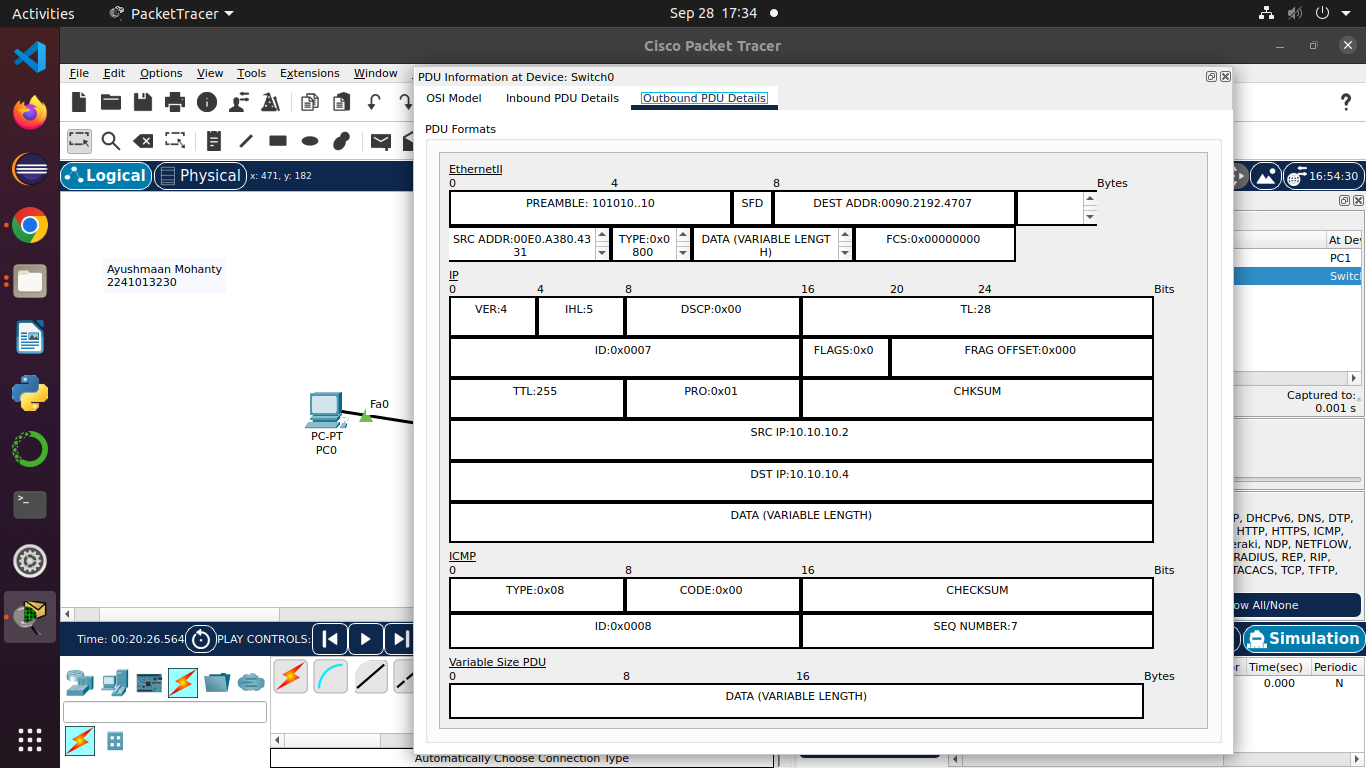 Activities PacketTracer Sep 28 17:34
Cisco Packet Tracer
File Edit Options View Tools Extensions Window
PDU Information at Device: Switch0
OSI Model Inbound PDU Details Outbound PDU Details
?
Logical Physical x: 471, y: 182
16:54:30
PDU Formats
EthernetII
0 4 8 Bytes
PREAMBLE: 101010..10 SFD DEST ADDR:0090.2192.4707
SRC ADDR:00E0.A380.43
31
TYPE:0x0
800
DATA (VARIABLE LENGT
H)
FCS:0x00000000
IP
0 4 8 16 20 24 Bits
VER:4 IHL:5 DSCP:0x00 TL:28
ID:0x0007 FLAGS:0x0 FRAG OFFSET:0x000
TTL:255 PRO:0x01 CHKSUM
SRC IP:10.10.10.2
DST IP:10.10.10.4
DATA (VARIABLE LENGTH)
ICMP
0 8 16 Bits
TYPE:0x08 CODE:0x00 CHECKSUM
ID:0x0008 SEQ NUMBER:7
Variable Size PDU
0 8 16 Bytes
DATA (VARIABLE LENGTH)
Ayushmaan Mohanty
2241013230
Fa0
PC-PT
PC0
At De
PC1
Switc
Captured to:
0.001 s
P, DHCPv6, DNS, DTP,
HTTP, HTTPS, ICMP,
eraki, NDP, NETFLOW,
RADIUS, REP, RIP,
TACACS, TCP, TFTP,
ow All/None
Time: 00:20:26.564 PLAY CONTROLS:
Simulation
Time(sec) Periodic
0.000 N
Automatically Choose Connection Type